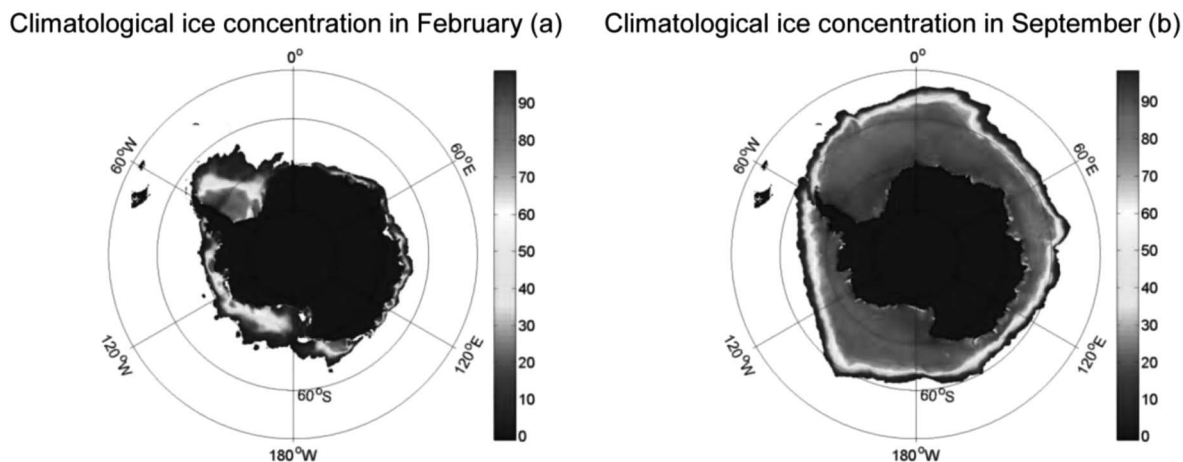 Climatological ice concentration in February (a)
0°
60°W
60°E
120°W
120°E
60°S
180°W
90
80
70
60
50
40
30
20
10
0
Climatological ice concentration in September (b)
0°
60°W
60°E
120°W
120°E
60°S
180°W
90
80
70
60
50
40
30
20
10
0